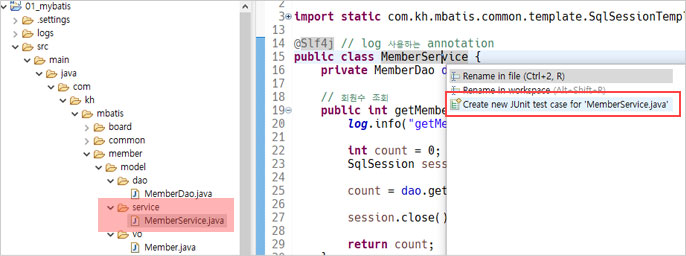 01_mybatis
.settings
logs
src
main
java
com
kh
mbatis
board
common
member
model
dao
MemberDao.java
service
MemberService.java
vo
Member.java
2
3 import static com.kh.mbatis.common.template.SqlSessionTempl
13
14 @Slf4j // log 사용하는 annotation
15 public class MemberService {
16 private MemberDao d
17
18 // 회원수 조회
19 public int getMembe
20 log.info("getMe
21
22 int count = 0;
23 SqlSession sess
24
25 count = dao.get
26
27 session.close()
28
29 return count;
30 }
Rename in file (Ctrl+2, R)
Rename in workspace (Alt+Shift+R)
Create new JUnit test case for 'MemberService.java'